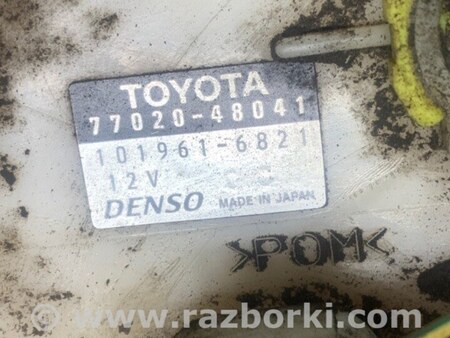 TOYOTA
77020-48041
101961-6821
12V
DENSO MADE IN JAPAN
>POM<
© www.razborki.com